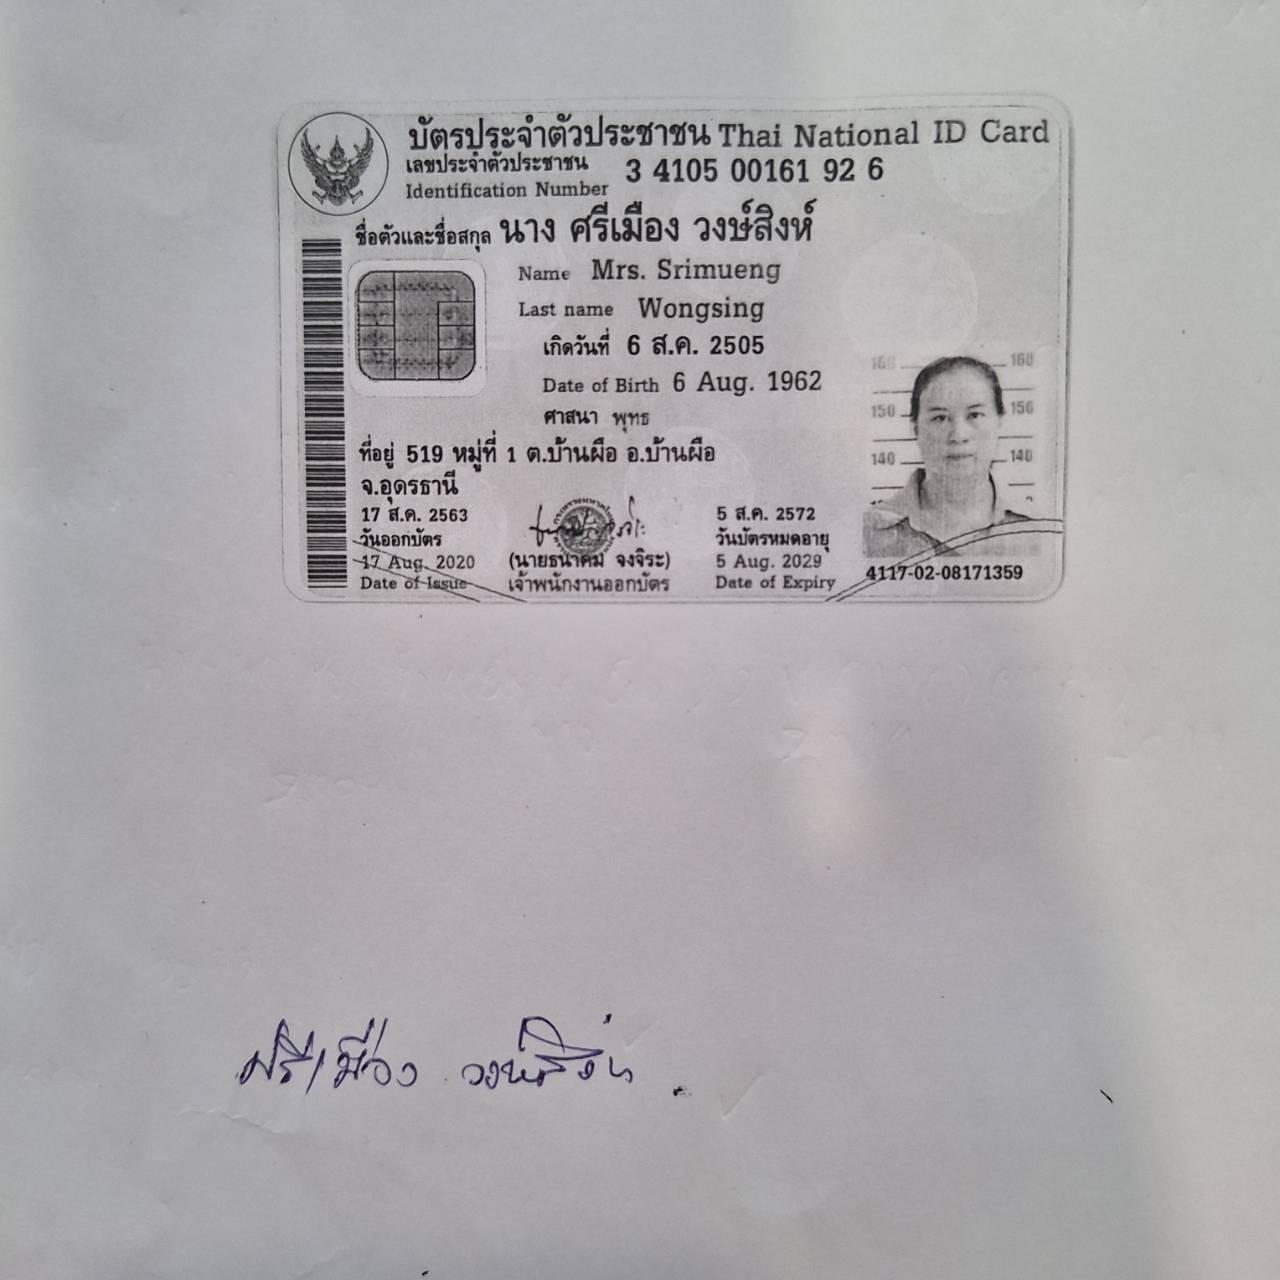 บัตรประจำตัวประชาชน Thai National ID Card
เลขประจำตัวประชาชน
Identification Number
3 4105 00161 92 6
ชื่อตัวและชื่อสกุล นาง ศรีเมือง วงษ์สิงห์
Name Mrs. Srimueng
Last name Wongsing
เกิดวันที่ 6 ส.ค. 2505
Date of Birth 6 Aug. 1962
ศาสนา พุทธ
ที่อยู่ 519 หมู่ที่ 1 ต.บ้านผือ อ.บ้านผือ
จ.อุดรธานี
160 160
150 150
140 140
17 ส.ค. 2563
วันออกบัตร
17 Aug. 2020
Date of Issue
(นายธนาคม จงจิระ)
เจ้าพนักงานออกบัตร
5 ส.ค. 2572
วันบัตรหมดอายุ
5 Aug. 2029
Date of Expiry
4117-02-08171359
ศรีเมือง วงษ์สิงห์